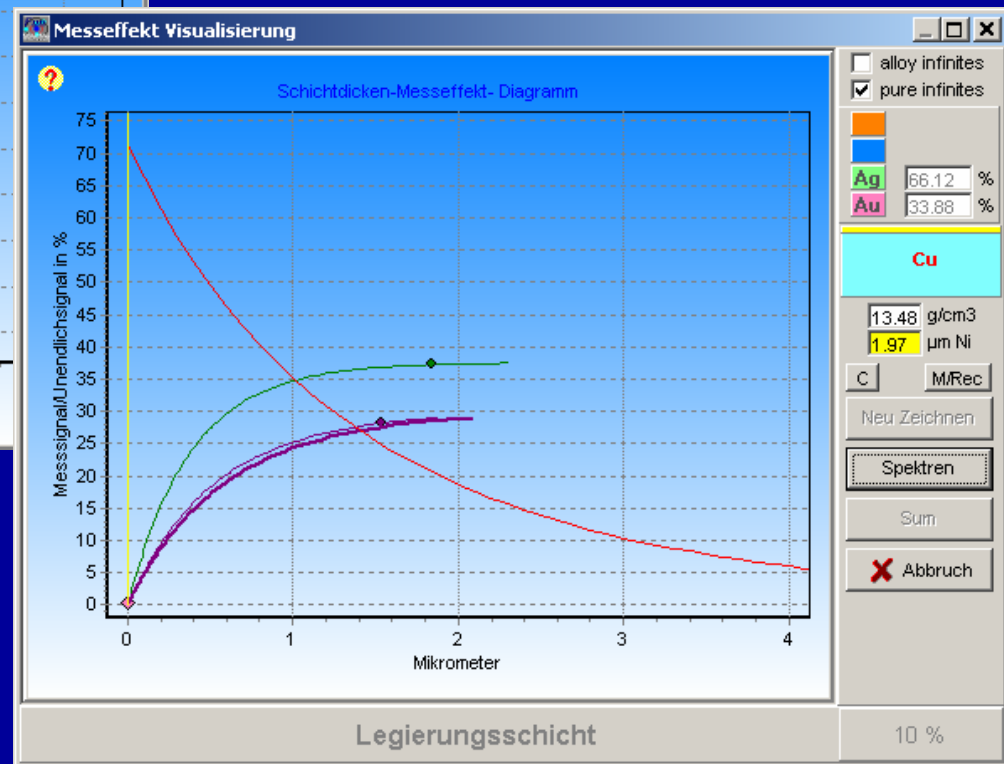 Messeffekt Visualisierung
?
Schichtdicken-Messeffekt- Diagramm
Messsignal/Unendlichsignal in %
75
70
65
60
55
50
45
40
35
30
25
20
15
10
5
0
0 1 2 3 4
Mikrometer
alloy infinites
pure infinites
Ag 66.12 %
Au 33.88 %
Cu
13.48 g/cm3
1.97 µm Ni
C M/Rec
Neu Zeichnen
Spektren
Sum
Abbruch
Legierungsschicht 10 %